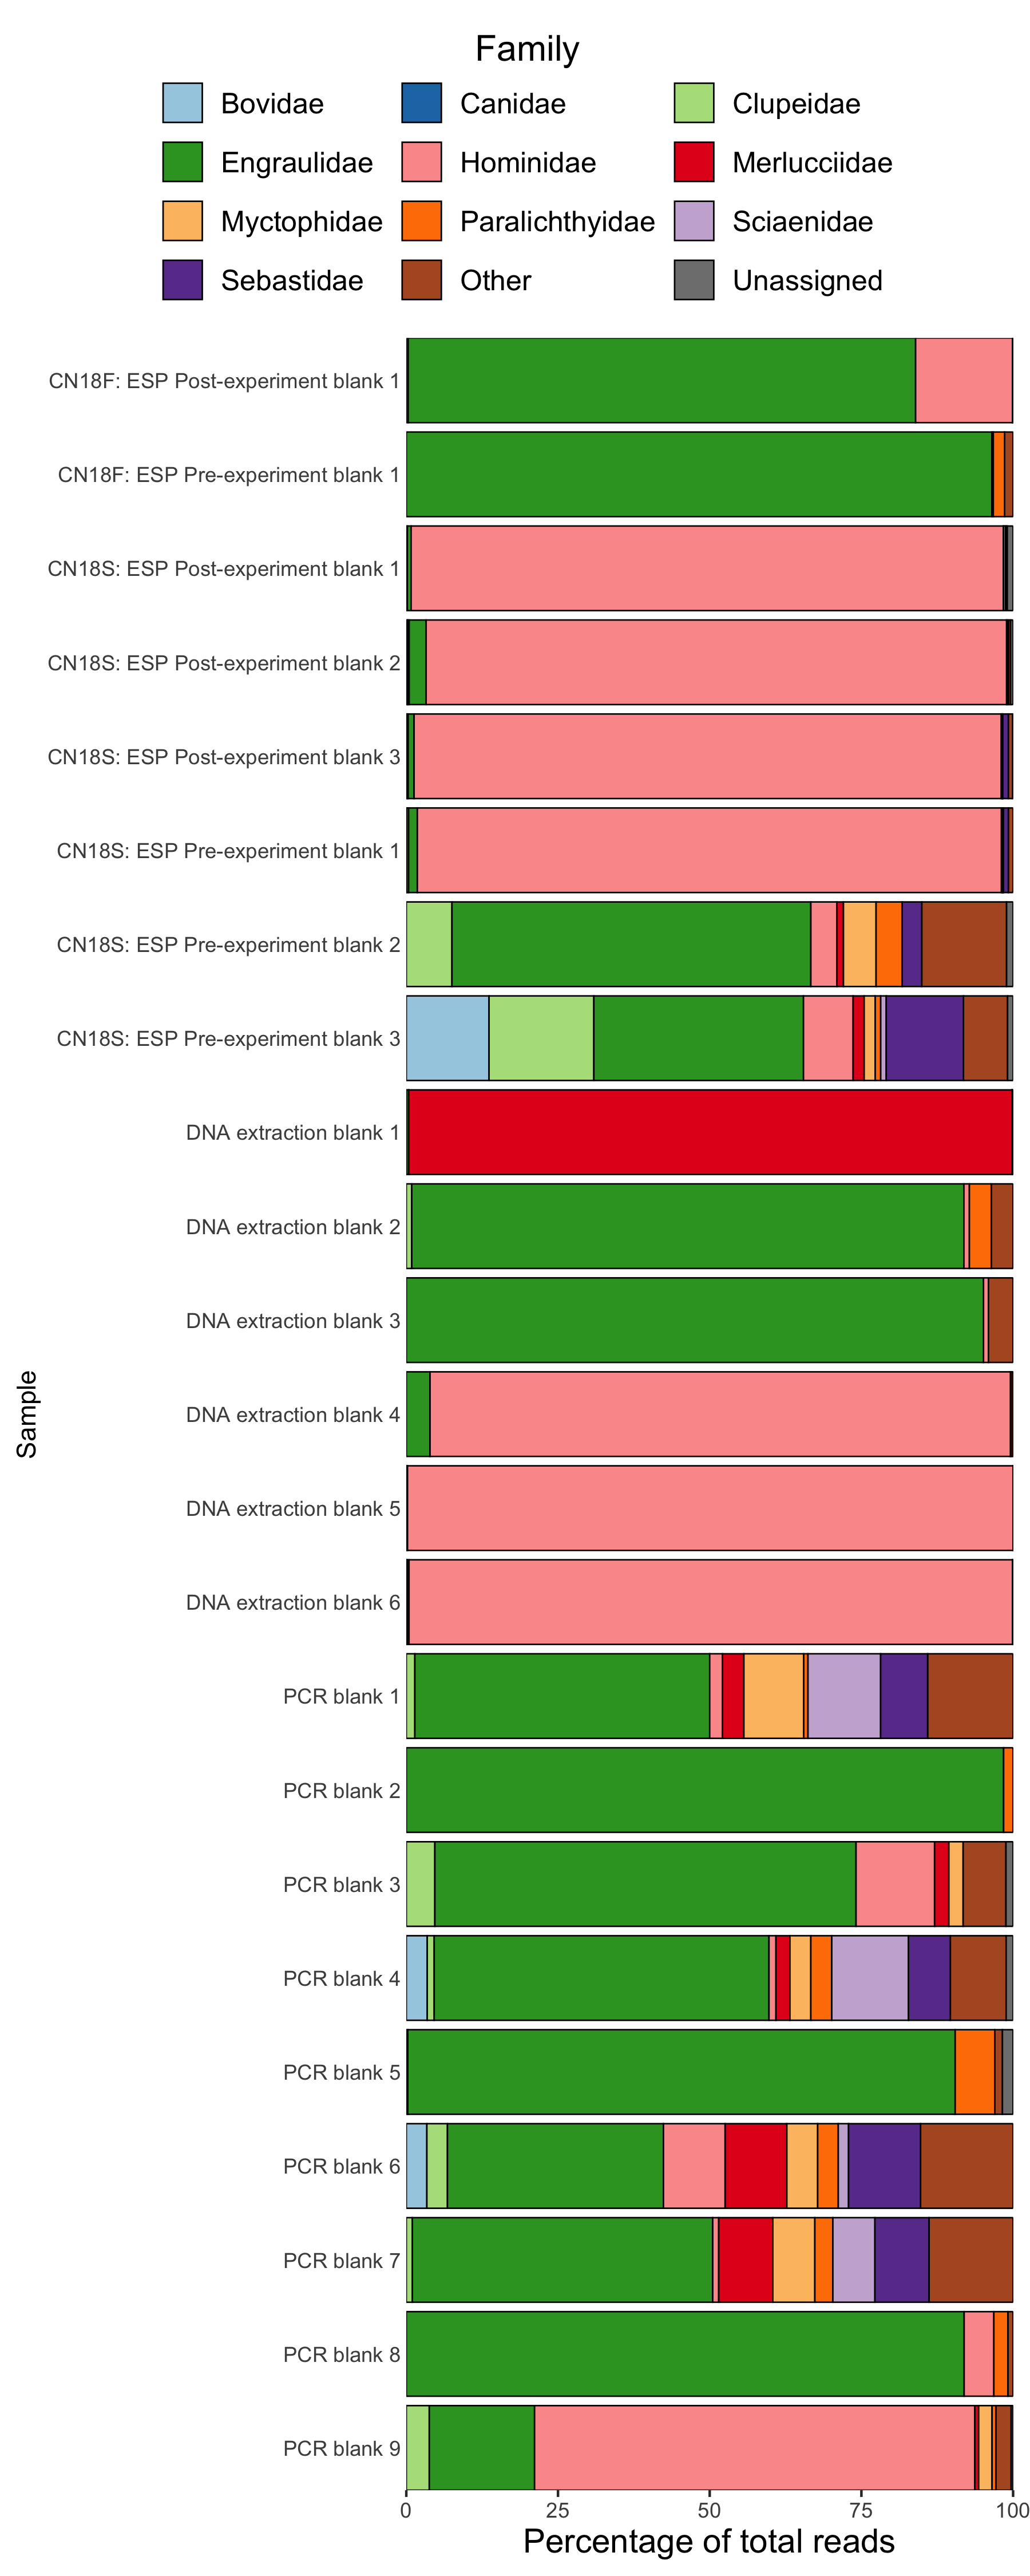 Family
Bovidae Canidae Clupeidae
Engraulidae Hominidae Merlucciidae
Myctophidae Paralichthyidae Sciaenidae
Sebastidae Other Unassigned
CN18F: ESP Post-experiment blank 1
CN18F: ESP Pre-experiment blank 1
CN18S: ESP Post-experiment blank 1
CN18S: ESP Post-experiment blank 2
CN18S: ESP Post-experiment blank 3
CN18S: ESP Pre-experiment blank 1
CN18S: ESP Pre-experiment blank 2
CN18S: ESP Pre-experiment blank 3
DNA extraction blank 1
DNA extraction blank 2
DNA extraction blank 3
DNA extraction blank 4
DNA extraction blank 5
DNA extraction blank 6
PCR blank 1
PCR blank 2
PCR blank 3
PCR blank 4
PCR blank 5
PCR blank 6
PCR blank 7
PCR blank 8
PCR blank 9
Sample
0 25 50 75 100
Percentage of total reads